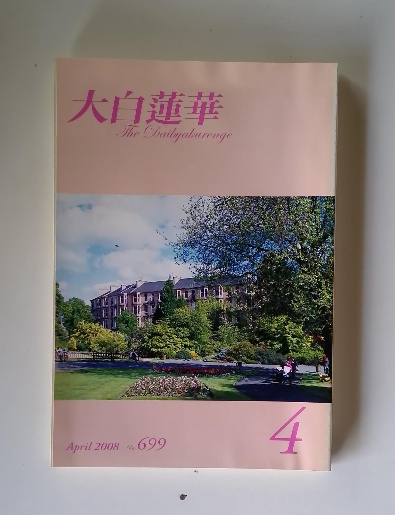 大白蓮華
The Daibyakurenge
April 2008 No. 699
4